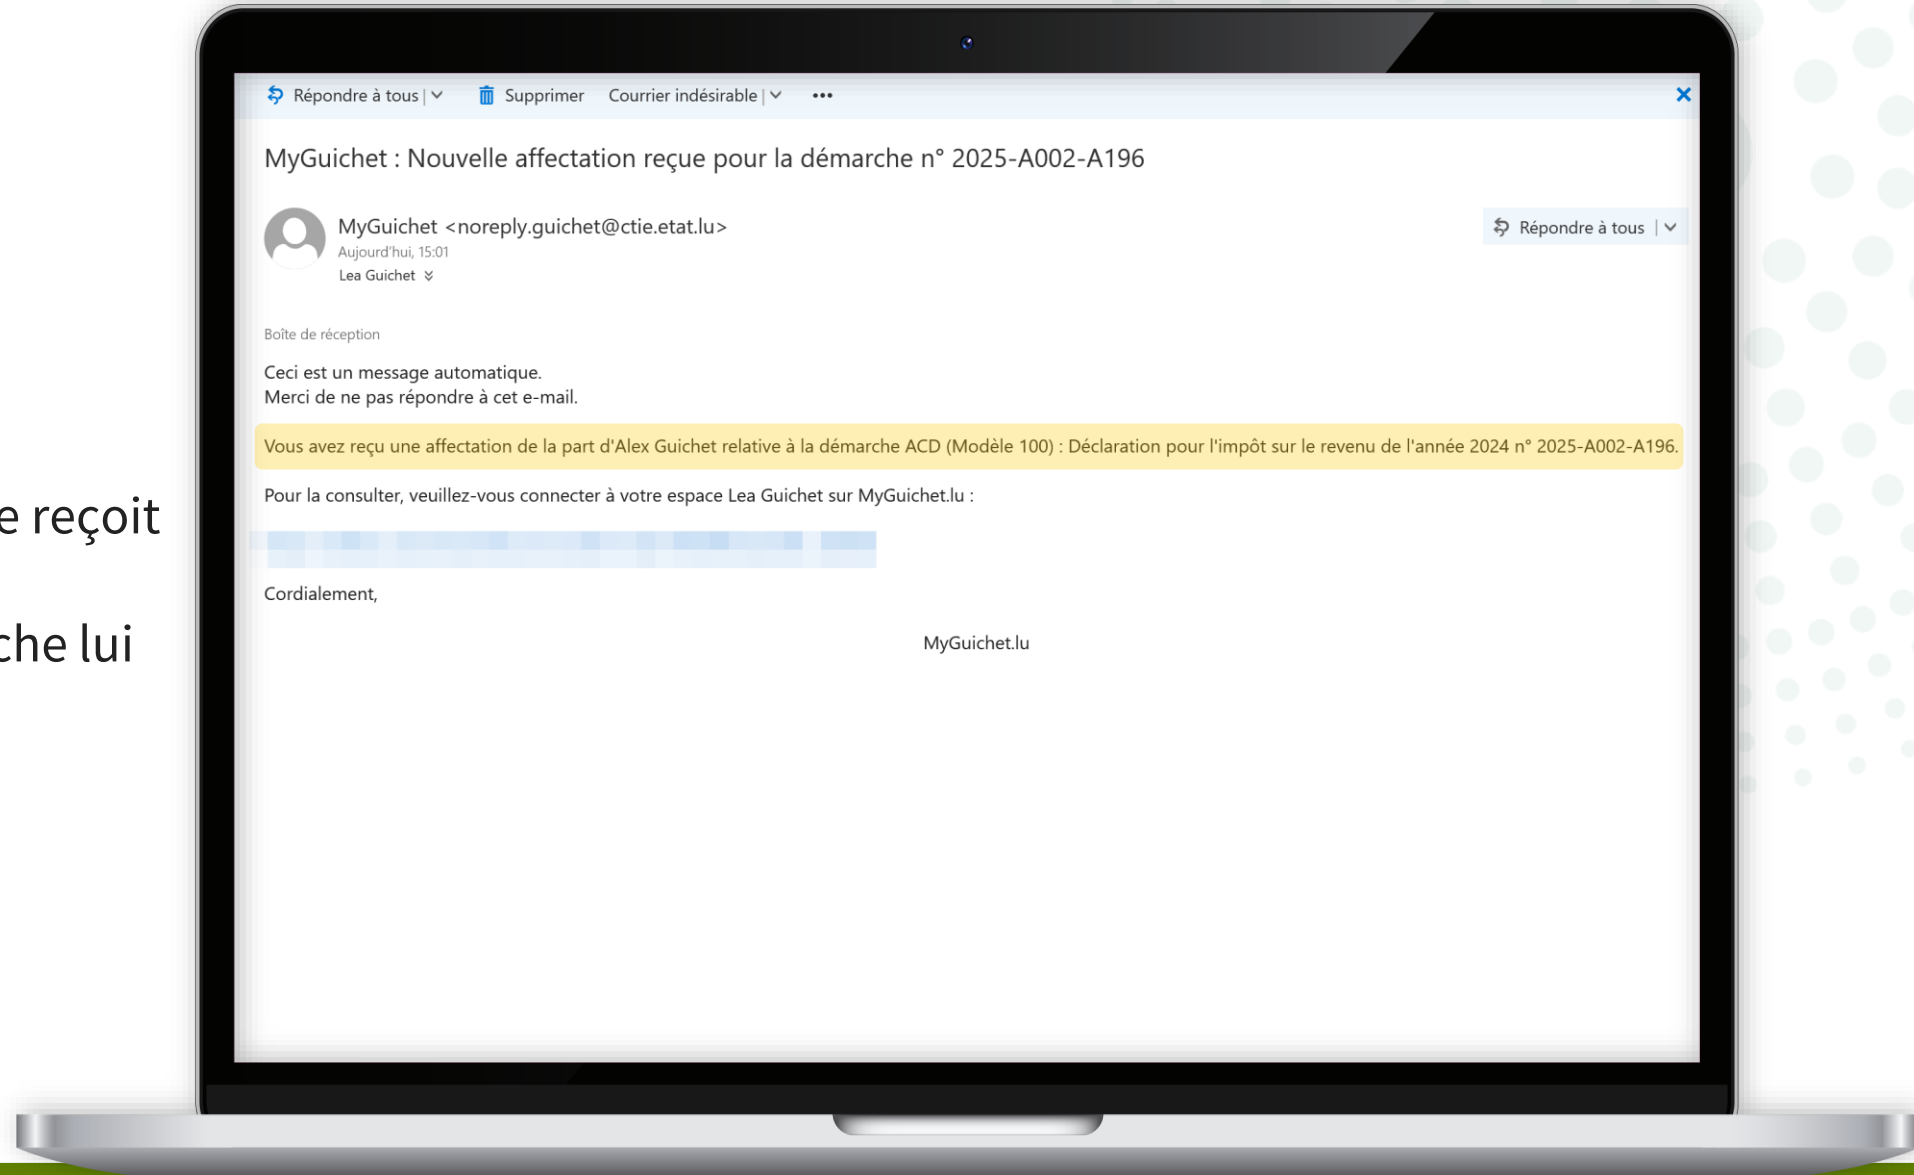 Répondre à tous
Supprimer
Courrier indésirable
MyGuichet : Nouvelle affectation reçue pour la démarche n° 2025-A002-A196
MyGuichet <noreply.guichet@ctie.etat.lu>
Répondre à tous
Aujourd'hui, 15:01
Lea Guichet
Boîte de réception
Ceci est un message automatique.
Merci de ne pas répondre à cet e-mail.
Vous avez reçu une affectation de la part d'Alex Guichet relative à la démarche ACD (Modèle 100) : Déclaration pour l'impôt sur le revenu de l'année 2024 n° 2025-A002-A196.
Pour la consulter, veuillez-vous connecter à votre espace Lea Guichet sur MyGuichet.lu :
Cordialement,
MyGuichet.lu
e reçoit
che lui